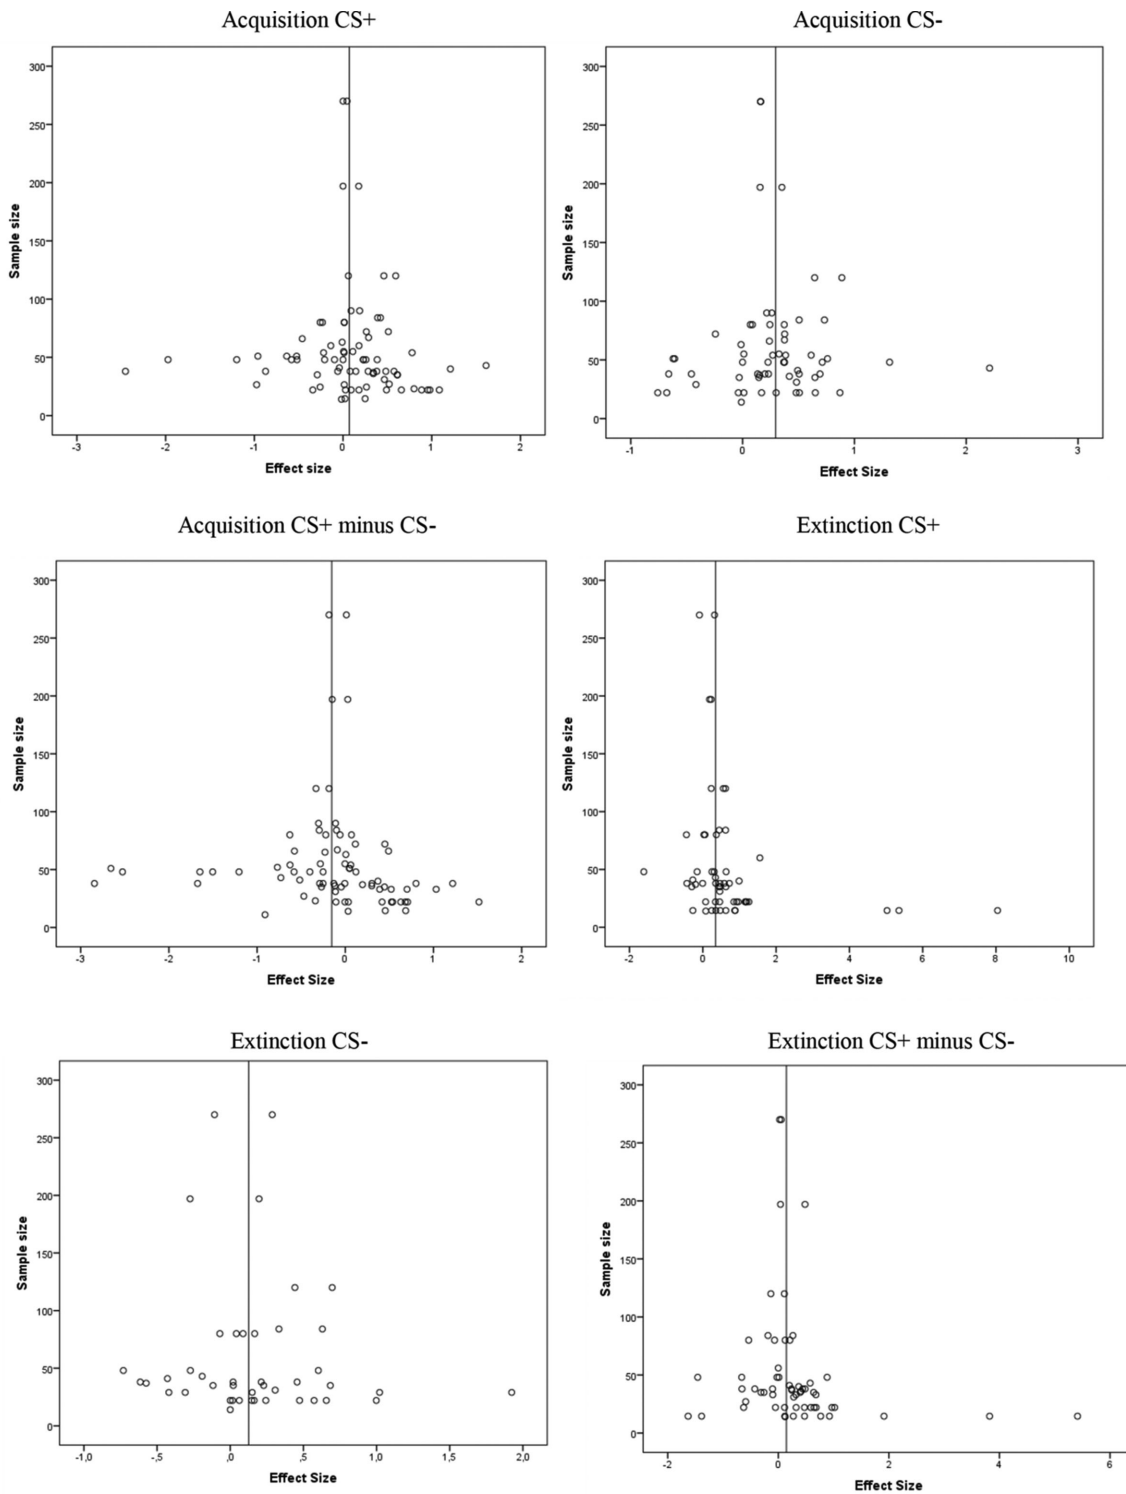 Acquisition CS+
300
250
200
150
100
50
0
Sample size
-3 -2 -1 0 1 2
Effect size
Acquisition CS-
300
250
200
150
100
50
0
Sample size
-1 0 1 2 3
Effect Size
Acquisition CS+ minus CS-
300
250
200
150
100
50
0
Sample size
-3 -2 -1 0 1 2
Effect Size
Extinction CS+
300
250
200
150
100
50
0
Sample size
-2 0 2 4 6 8 10
Effect Size
Extinction CS-
300
250
200
150
100
50
0
Sample size
-1,0 -,5 ,0 ,5 1,0 1,5 2,0
Effect Size
Extinction CS+ minus CS-
300
250
200
150
100
50
0
Sample size
-2 0 2 4 6
Effect Size